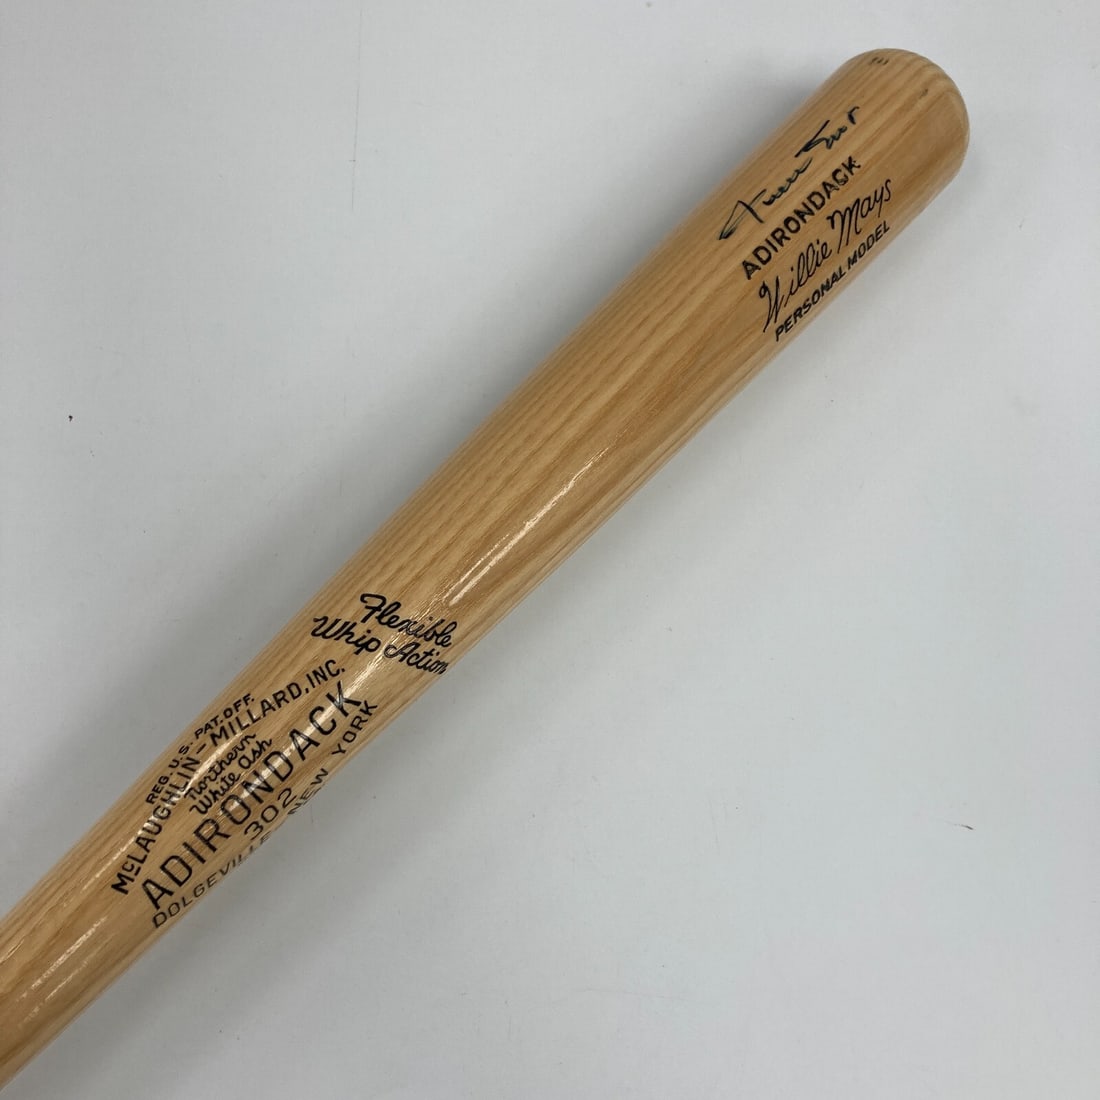 ADIRONDACK
Willie Mays
PERSONAL MODEL
Flexible
Whip Action
REG. U.S. PAT. OFF.
McLAUGHLIN-MILLARD, INC.
Northern
White Ash
ADIRONDACK
302
DOLGEVILLE NEW YORK